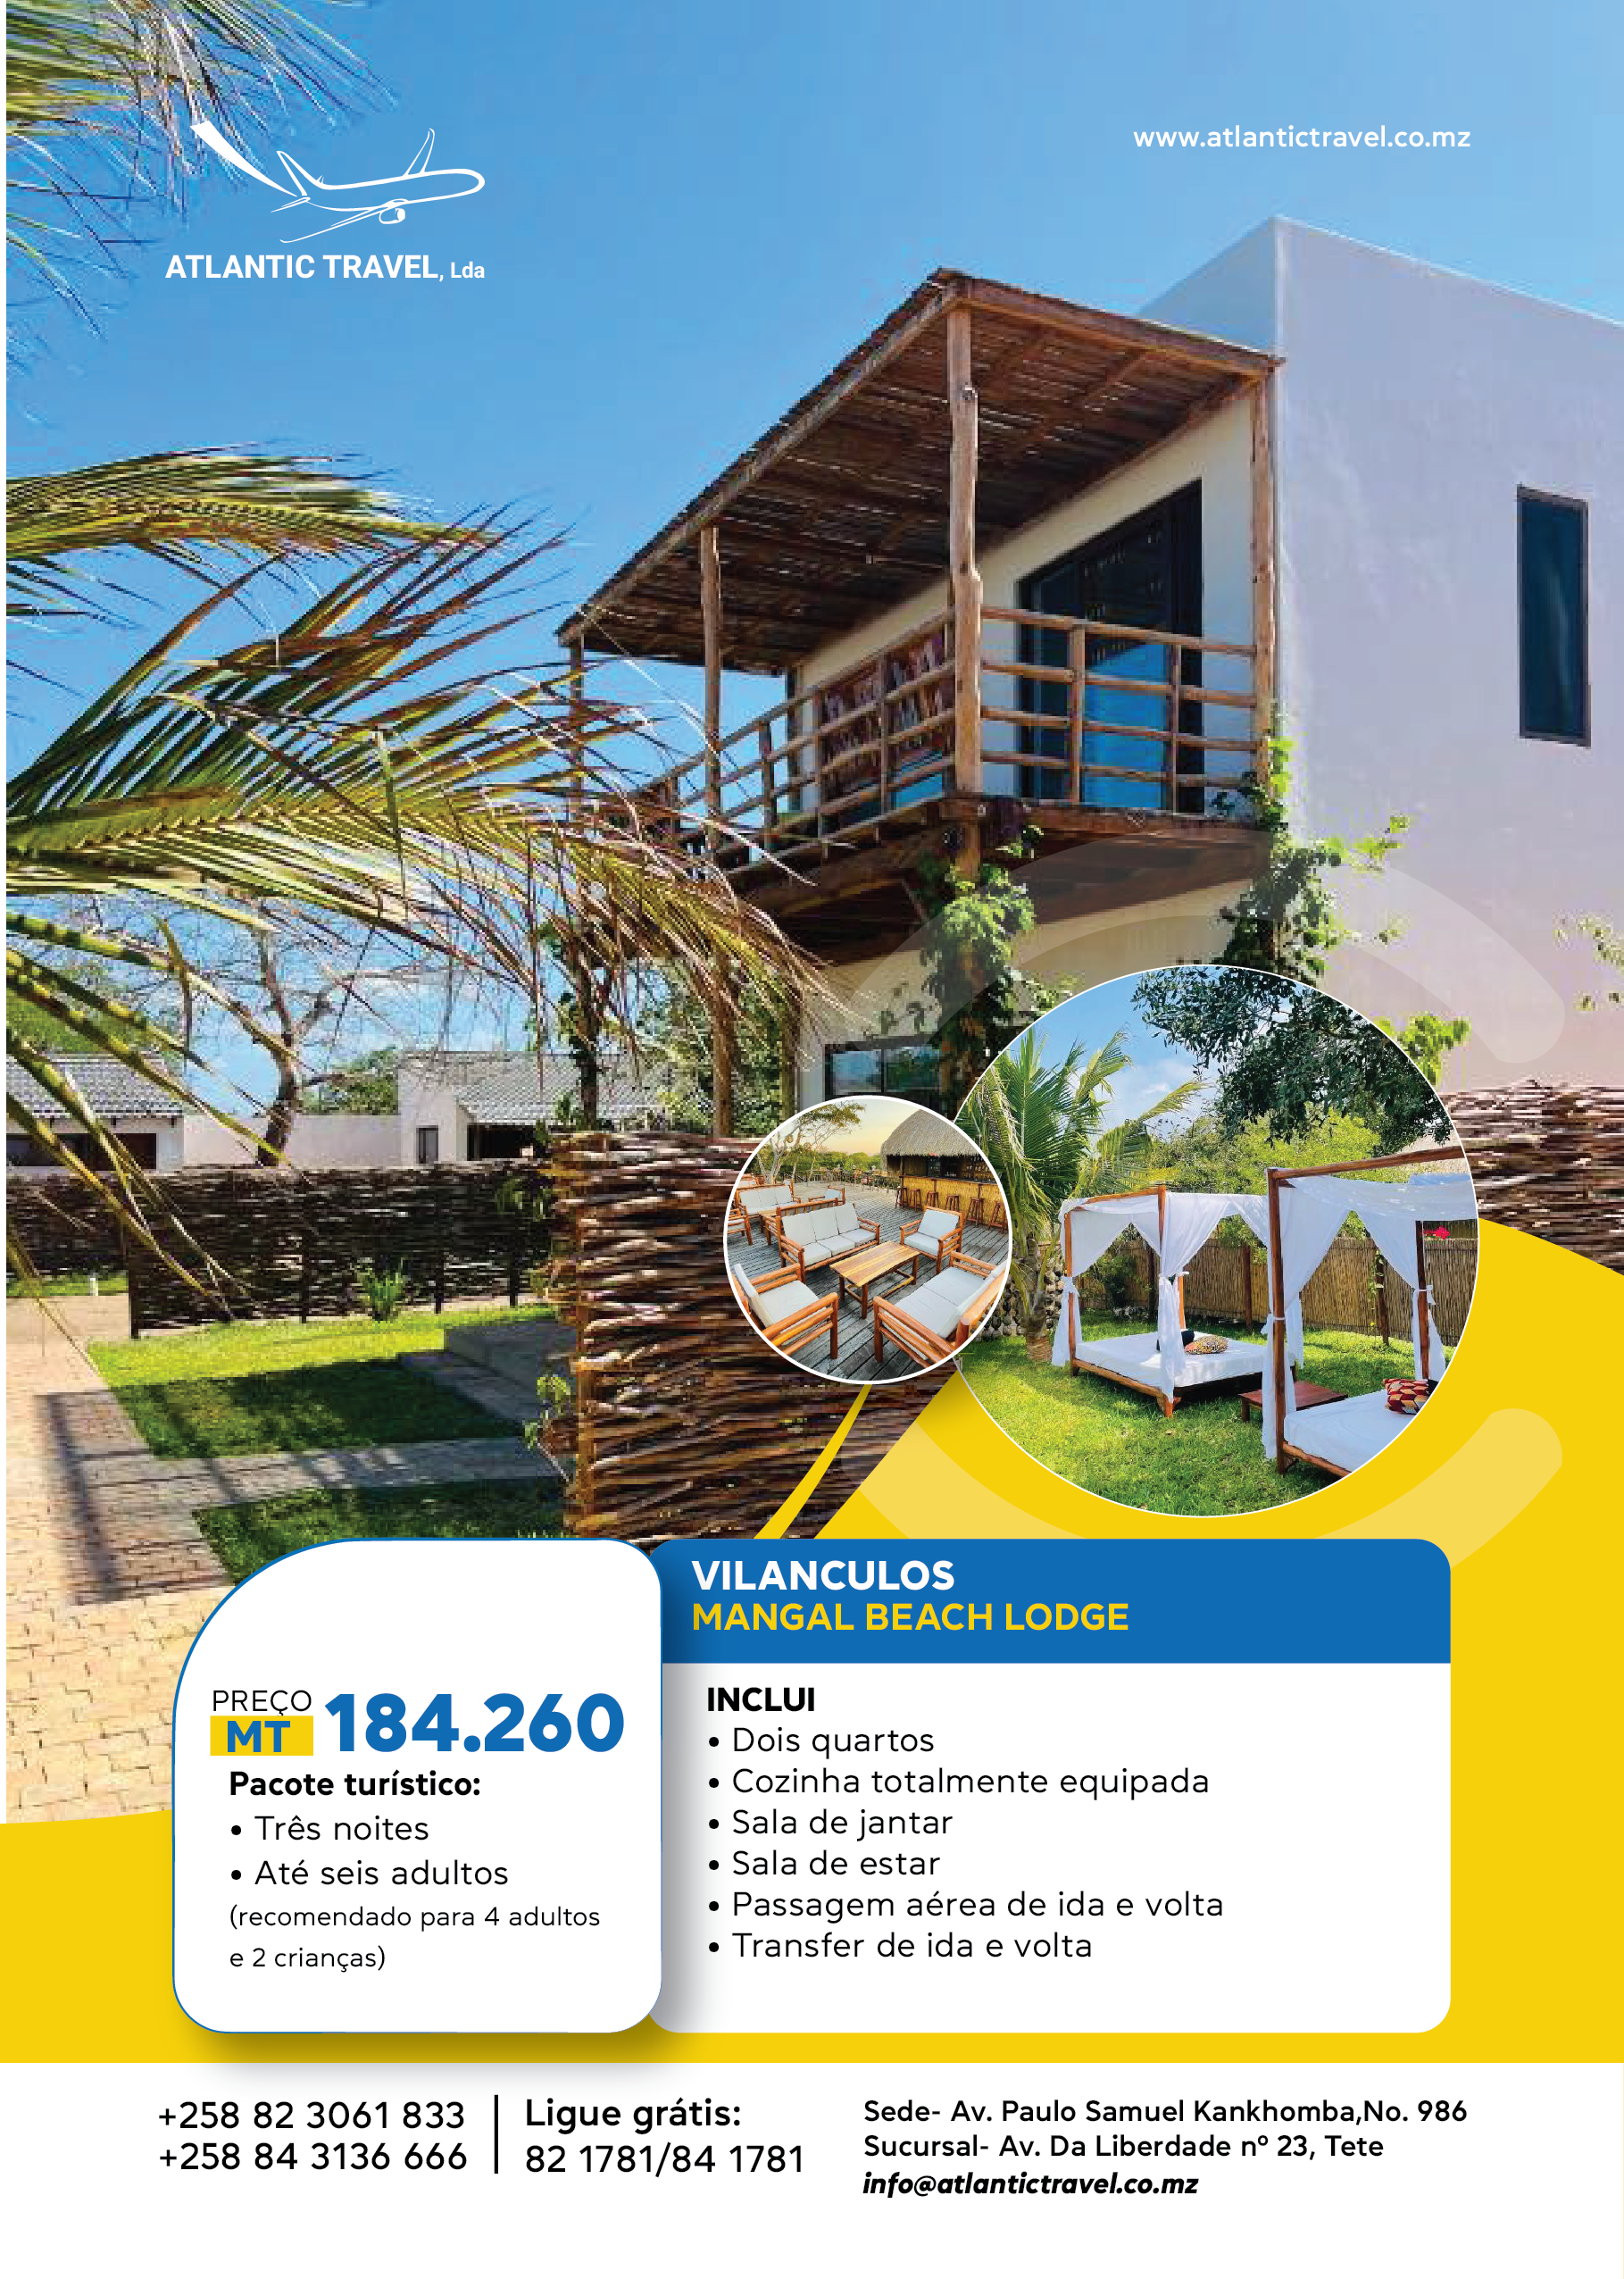 ATLANTIC TRAVEL, Lda
www.atlantictravel.co.mz
VILANCULOS
MANGAL BEACH LODGE
PREÇO
MT 184.260
Pacote turístico:
• Três noites
• Até seis adultos
(recomendado para 4 adultos
e 2 crianças)
INCLUI
• Dois quartos
• Cozinha totalmente equipada
• Sala de jantar
• Sala de estar
• Passagem aérea de ida e volta
• Transfer de ida e volta
+258 82 3061 833
+258 84 3136 666
Ligue grátis:
82 1781/84 1781
Sede- Av. Paulo Samuel Kankhomba,No. 986
Sucursal- Av. Da Liberdade nº 23, Tete
info@atlantictravel.co.mz